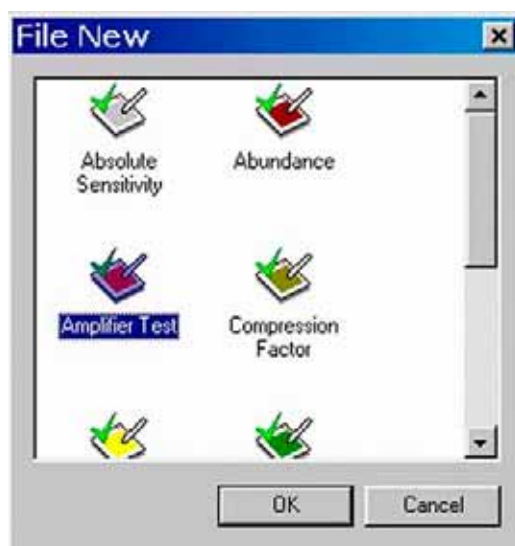 File New
Absolute
Sensitivity
Abundance
Amplifier Test
Compression
Factor
OK
Cancel